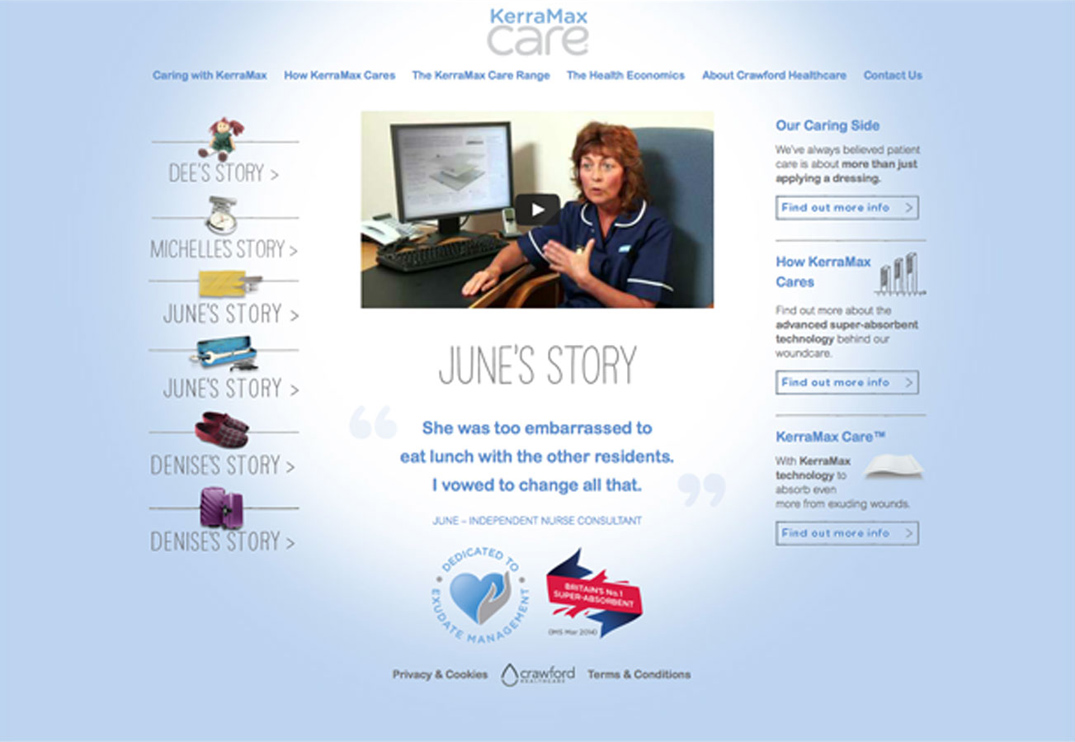 KerraMax
care
Caring with KerraMax
How KerraMax Cares
The KerraMax Care Range
The Health Economics
About Crawford Healthcare
Contact Us
DEE'S STORY >
MICHELLE'S STORY >
JUNE'S STORY >
JUNE'S STORY >
DENISE'S STORY >
DENISE'S STORY >
JUNE'S STORY
She was too embarrassed to
eat lunch with the other residents.
I vowed to change all that.
JUNE – INDEPENDENT NURSE CONSULTANT
DEDICATED TO
EXUDATE MANAGEMENT
BRITAIN'S No.1
SUPER-ABSORBENT
(IMS Mar 2014)
Our Caring Side
We've always believed patient
care is about more than just
applying a dressing.
Find out more info >
How KerraMax
Cares
Find out more about the
advanced super-absorbent
technology behind our
woundcare.
Find out more info >
KerraMax Care™
With KerraMax
technology to
absorb even
more from exuding wounds.
Find out more info >
Privacy & Cookies
crawford
HEALTHCARE
Terms & Conditions